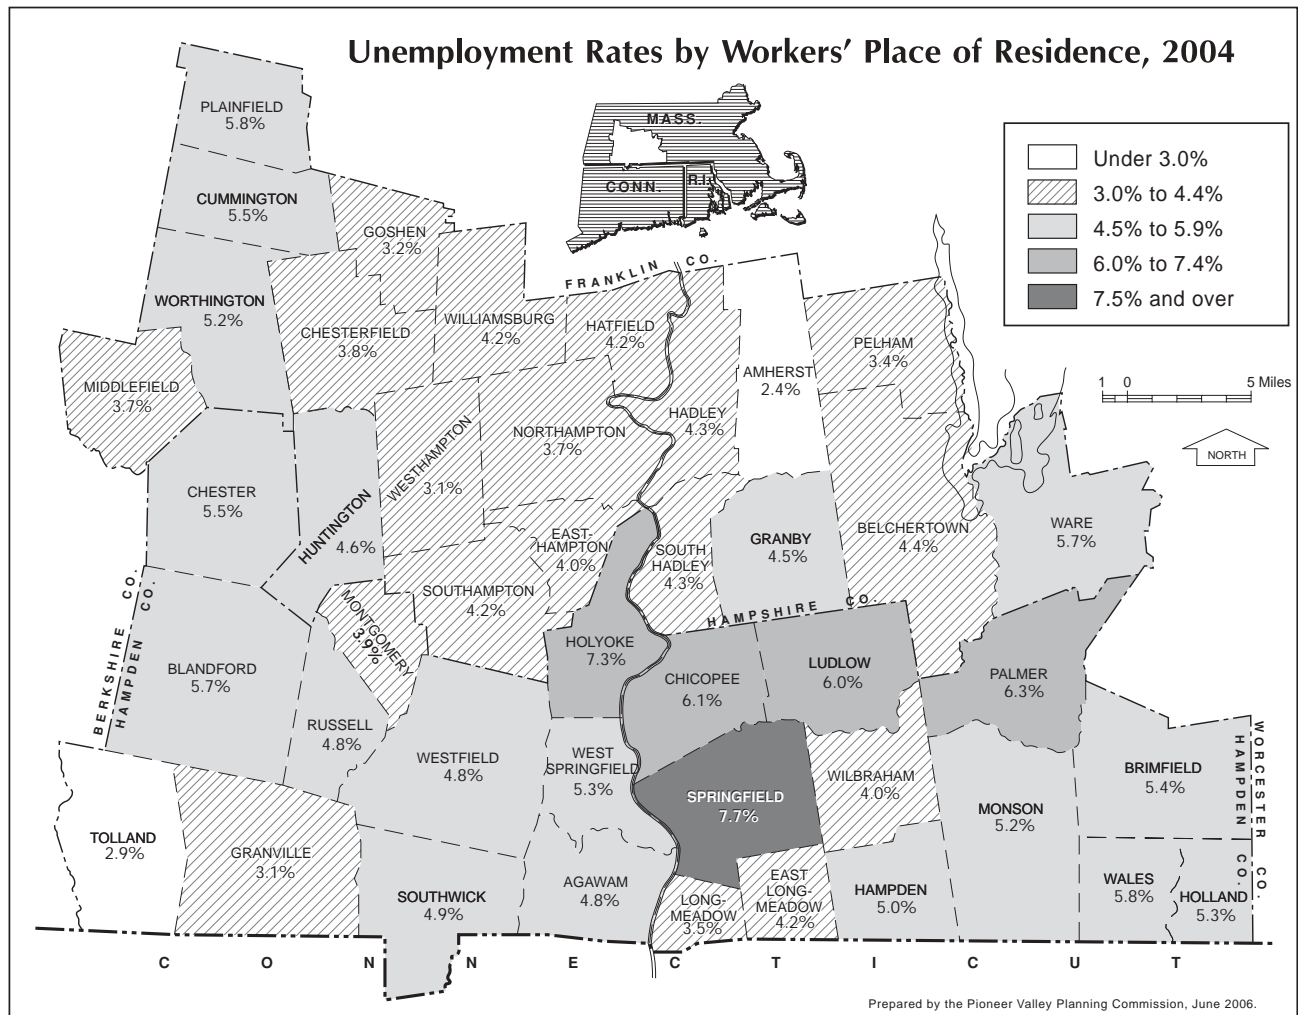 Unemployment Rates by Workers' Place of Residence, 2004
MASS.
CONN.
R.I.
Under 3.0%
3.0% to 4.4%
4.5% to 5.9%
6.0% to 7.4%
7.5% and over
1 0 5 Miles
NORTH
PLAINFIELD
5.8%
CUMMINGTON
5.5%
GOSHEN
3.2%
FRANKLIN CO.
WORTHINGTON
5.2%
CHESTERFIELD
3.8%
WILLIAMSBURG
4.2%
HATFIELD
4.2%
PELHAM
3.4%
AMHERST
2.4%
MIDDLEFIELD
3.7%
HADLEY
4.3%
NORTHAMPTON
3.7%
WESTHAMPTON
3.1%
CHESTER
5.5%
HUNTINGTON
4.6%
EAST-
HAMPTON
4.0%
SOUTH
HADLEY
4.3%
GRANBY
4.5%
BELCHERTOWN
4.4%
WARE
5.7%
SOUTHAMPTON
4.2%
MONTGOMERY
3.9%
HAMPSHIRE CO.
BERKSHIRE CO.
HAMPDEN CO.
BLANDFORD
5.7%
HOLYOKE
7.3%
CHICOPEE
6.1%
LUDLOW
6.0%
PALMER
6.3%
RUSSELL
4.8%
WESTFIELD
4.8%
WEST
SPRINGFIELD
5.3%
SPRINGFIELD
7.7%
WILBRAHAM
4.0%
MONSON
5.2%
BRIMFIELD
5.4%
HAMPDEN CO.
WORCESTER CO.
TOLLAND
2.9%
GRANVILLE
3.1%
SOUTHWICK
4.9%
AGAWAM
4.8%
LONG-
MEADOW
3.5%
EAST
LONG-
MEADOW
4.2%
HAMPDEN
5.0%
WALES
5.8%
HOLLAND
5.3%
CONNECTICUT
Prepared by the Pioneer Valley Planning Commission, June 2006.